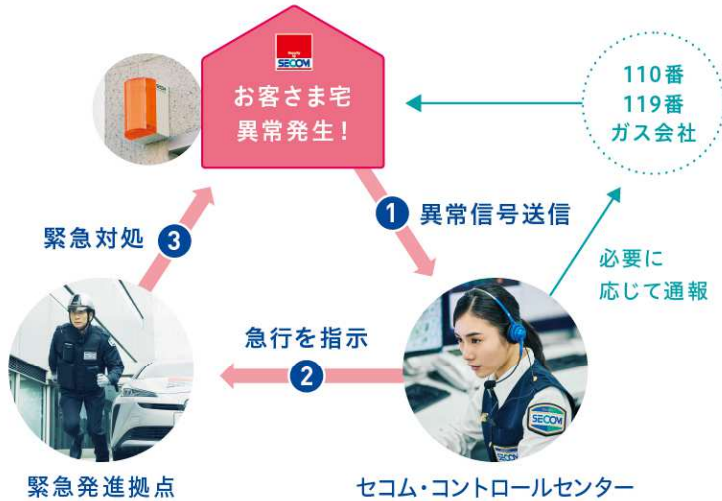 SECOM
お客さま宅
異常発生！
110番
119番
ガス会社
1 異常信号送信
緊急対処 3
必要に
応じて通報
急行を指示
2
SECOM
緊急発進拠点
セコム・コントロールセンター